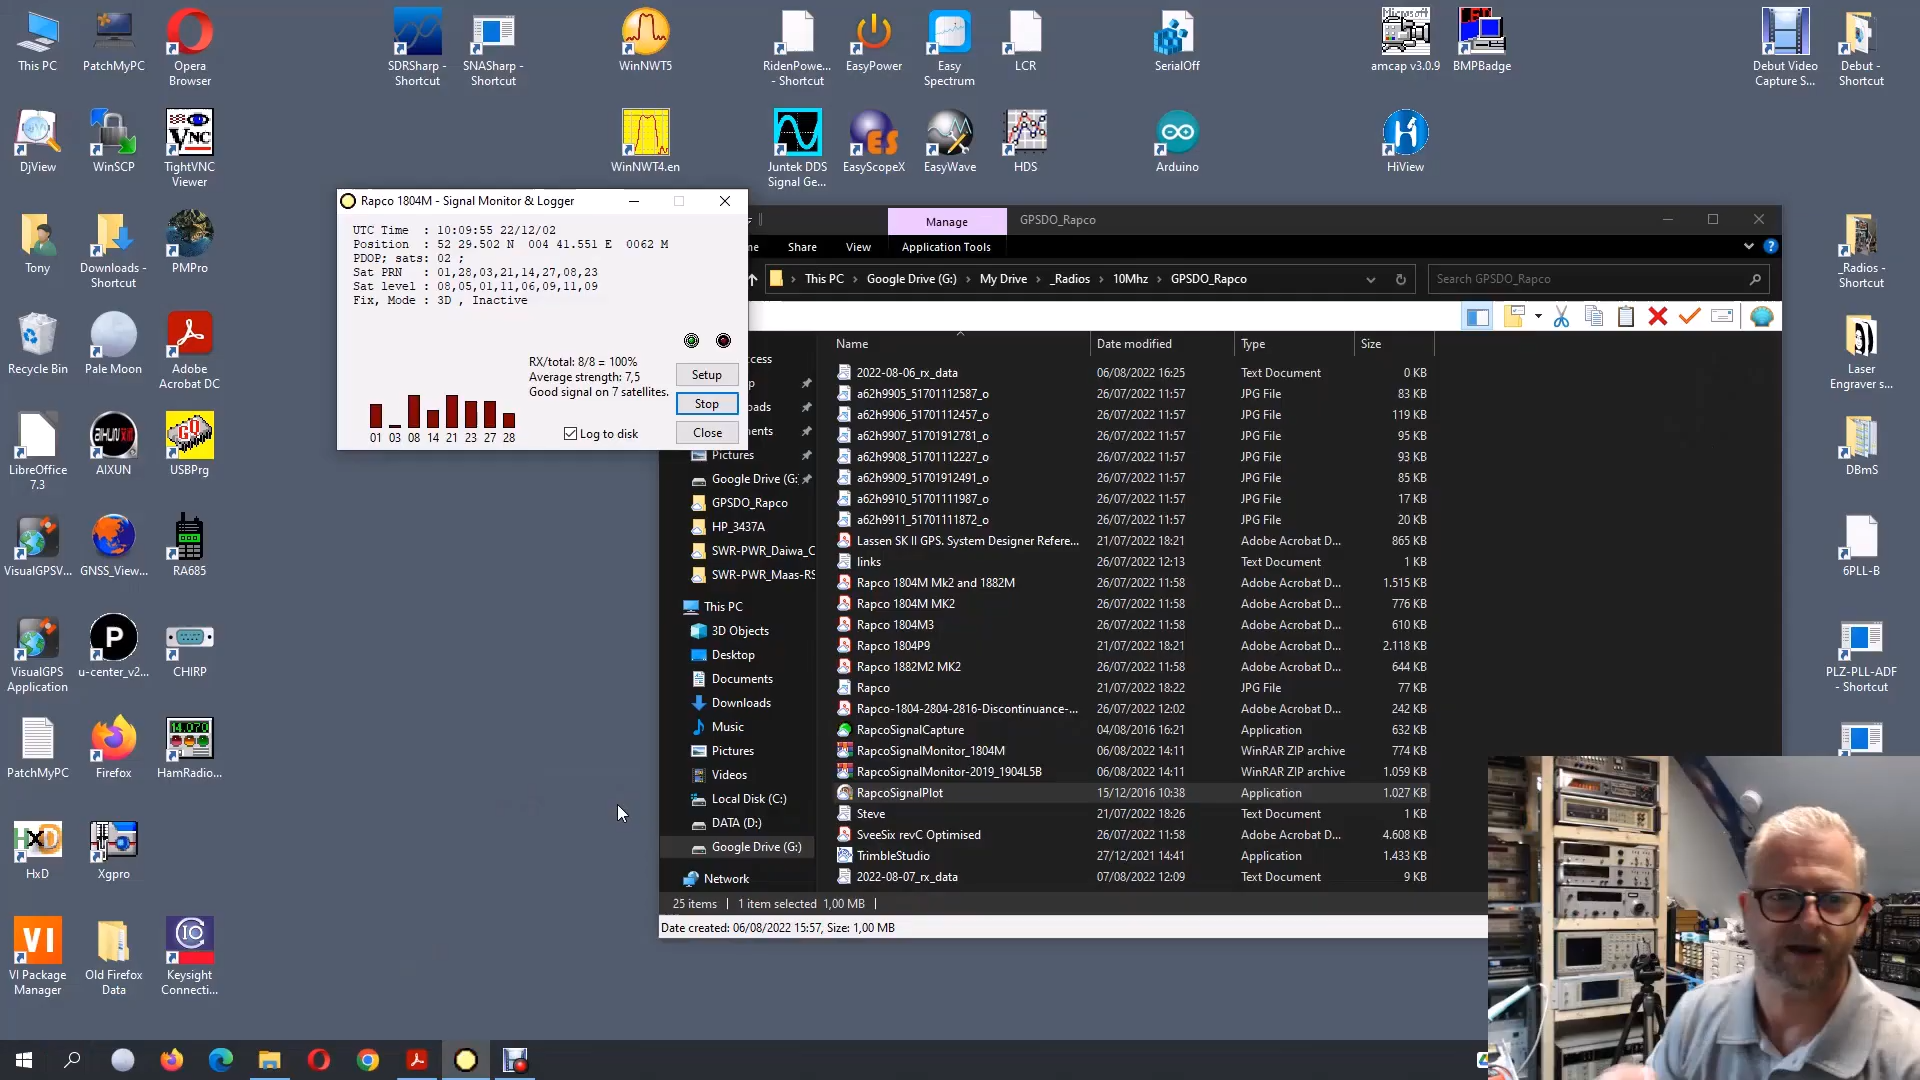 This PC
PatchMyPC
Opera
Browser
SDRSharp -
Shortcut
SNASharp -
Shortcut
WinNWT5
RidenPowe...
- Shortcut
EasyPower
Easy
Spectrum
LCR
SerialOff
Microsoft
amcap v3.0.9
BMPBadge
Debut Video
Capture S...
Debut -
Shortcut
DjView
WinSCP
VNC
TightVNC
Viewer
WinNWT4.en
Juntek DDS
Signal Ge...
ES
EasyScopeX
EasyWave
HDS
Arduino
HiView
Tony
Downloads -
Shortcut
PMPro
_Radios -
Shortcut
Recycle Bin
Pale Moon
Adobe
Acrobat DC
Laser
Engraver s...
LibreOffice
7.3
AIXUN
AIXUN
GQ
USBPrg
DBmS
VisualGPSV...
GNSS_View...
RA685
6PLL-B
VisualGPS
Application
P
u-center_v2...
CHIRP
PLZ-PLL-ADF
- Shortcut
PatchMyPC
Firefox
14.070
HamRadio...
HxD
HxD
Xgpro
VI
VI Package
Manager
Old Firefox
Data
IO
Keysight
Connecti...
Rapco 1804M - Signal Monitor & Logger
UTC Time : 10:09:55 22/12/02
Position : 52 29.502 N 004 41.551 E 0062 M
PDOP; sats: 02 ;
Sat PRN : 01,28,03,21,14,27,08,23
Sat level : 08,05,01,11,06,09,11,09
Fix, Mode : 3D , Inactive
RX/total: 8/8 = 100%
Average strength: 7,5
Good signal on 7 satellites.
Setup
Stop
Close
Log to disk
01 03 08 14 21 23 27 28
Manage
GPSDO_Rapco
me
Share
View
Application Tools
This PC > Google Drive (G:) > My Drive > _Radios > 10Mhz > GPSDO_Rapco
Search GPSDO_Rapco
Name
Date modified
Type
Size
ccess
p
oads
ents
Pictures
Google Drive (G:
GPSDO_Rapco
HP_3437A
SWR-PWR_Daiwa_C
SWR-PWR_Maas-RS
This PC
3D Objects
Desktop
Documents
Downloads
Music
Pictures
Videos
Local Disk (C:)
DATA (D:)
Google Drive (G:)
Network
2022-08-06_rx_data 06/08/2022 16:25 Text Document 0 KB
a62h9905_51701112587_o 26/07/2022 11:57 JPG File 83 KB
a62h9906_51701112457_o 26/07/2022 11:57 JPG File 119 KB
a62h9907_51701912781_o 26/07/2022 11:57 JPG File 95 KB
a62h9908_51701112227_o 26/07/2022 11:57 JPG File 93 KB
a62h9909_51701912491_o 26/07/2022 11:57 JPG File 85 KB
a62h9910_51701111987_o 26/07/2022 11:57 JPG File 17 KB
a62h9911_51701111872_o 26/07/2022 11:57 JPG File 20 KB
Lassen SK II GPS. System Designer Refere... 21/07/2022 18:21 Adobe Acrobat D... 865 KB
links 26/07/2022 12:13 Text Document 1 KB
Rapco 1804M Mk2 and 1882M 26/07/2022 11:58 Adobe Acrobat D... 1.515 KB
Rapco 1804M MK2 26/07/2022 11:58 Adobe Acrobat D... 776 KB
Rapco 1804M3 26/07/2022 11:58 Adobe Acrobat D... 610 KB
Rapco 1804P9 21/07/2022 18:21 Adobe Acrobat D... 2.118 KB
Rapco 1882M2 MK2 26/07/2022 11:58 Adobe Acrobat D... 644 KB
Rapco 21/07/2022 18:22 JPG File 77 KB
Rapco-1804-2804-2816-Discontinuance-... 26/07/2022 12:02 Adobe Acrobat D... 242 KB
RapcoSignalCapture 04/08/2016 16:21 Application 632 KB
RapcoSignalMonitor_1804M 06/08/2022 14:11 WinRAR ZIP archive 774 KB
RapcoSignalMonitor-2019_1904L5B 06/08/2022 14:11 WinRAR ZIP archive 1.059 KB
RapcoSignalPlot 15/12/2016 10:38 Application 1.027 KB
Steve 21/07/2022 18:26 Text Document 1 KB
SveeSix revC Optimised 26/07/2022 11:58 Adobe Acrobat D... 4.608 KB
TrimbleStudio 27/12/2021 14:41 Application 1.433 KB
2022-08-07_rx_data 07/08/2022 12:09 Text Document 9 KB
25 items
1 item selected 1,00 MB
Date created: 06/08/2022 15:57, Size: 1,00 MB